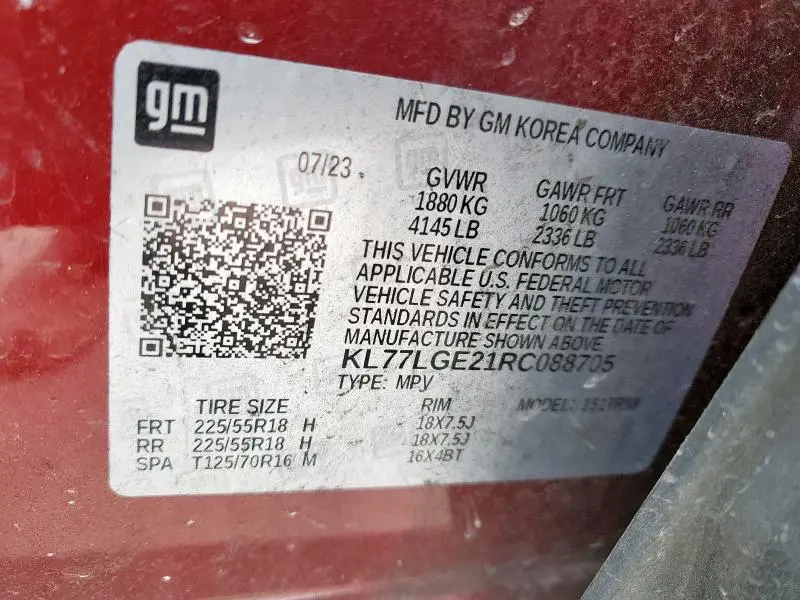 gm
MFD BY GM KOREA COMPANY
07/23
GVWR GAWR FRT GAWR RR
1880 KG 1060 KG 1060 KG
4145 LB 2336 LB 2336 LB
THIS VEHICLE CONFORMS TO ALL
APPLICABLE U.S. FEDERAL MOTOR
VEHICLE SAFETY AND THEFT PREVENTION
STANDARDS IN EFFECT ON THE DATE OF
MANUFACTURE SHOWN ABOVE
KL77LGE21RC088705
TYPE: MPV
TIRE SIZE RIM MODEL:
FRT 225/55R18 H 18X7.5J
RR 225/55R18 H 18X7.5J
SPA T125/70R16 M 16X4BT